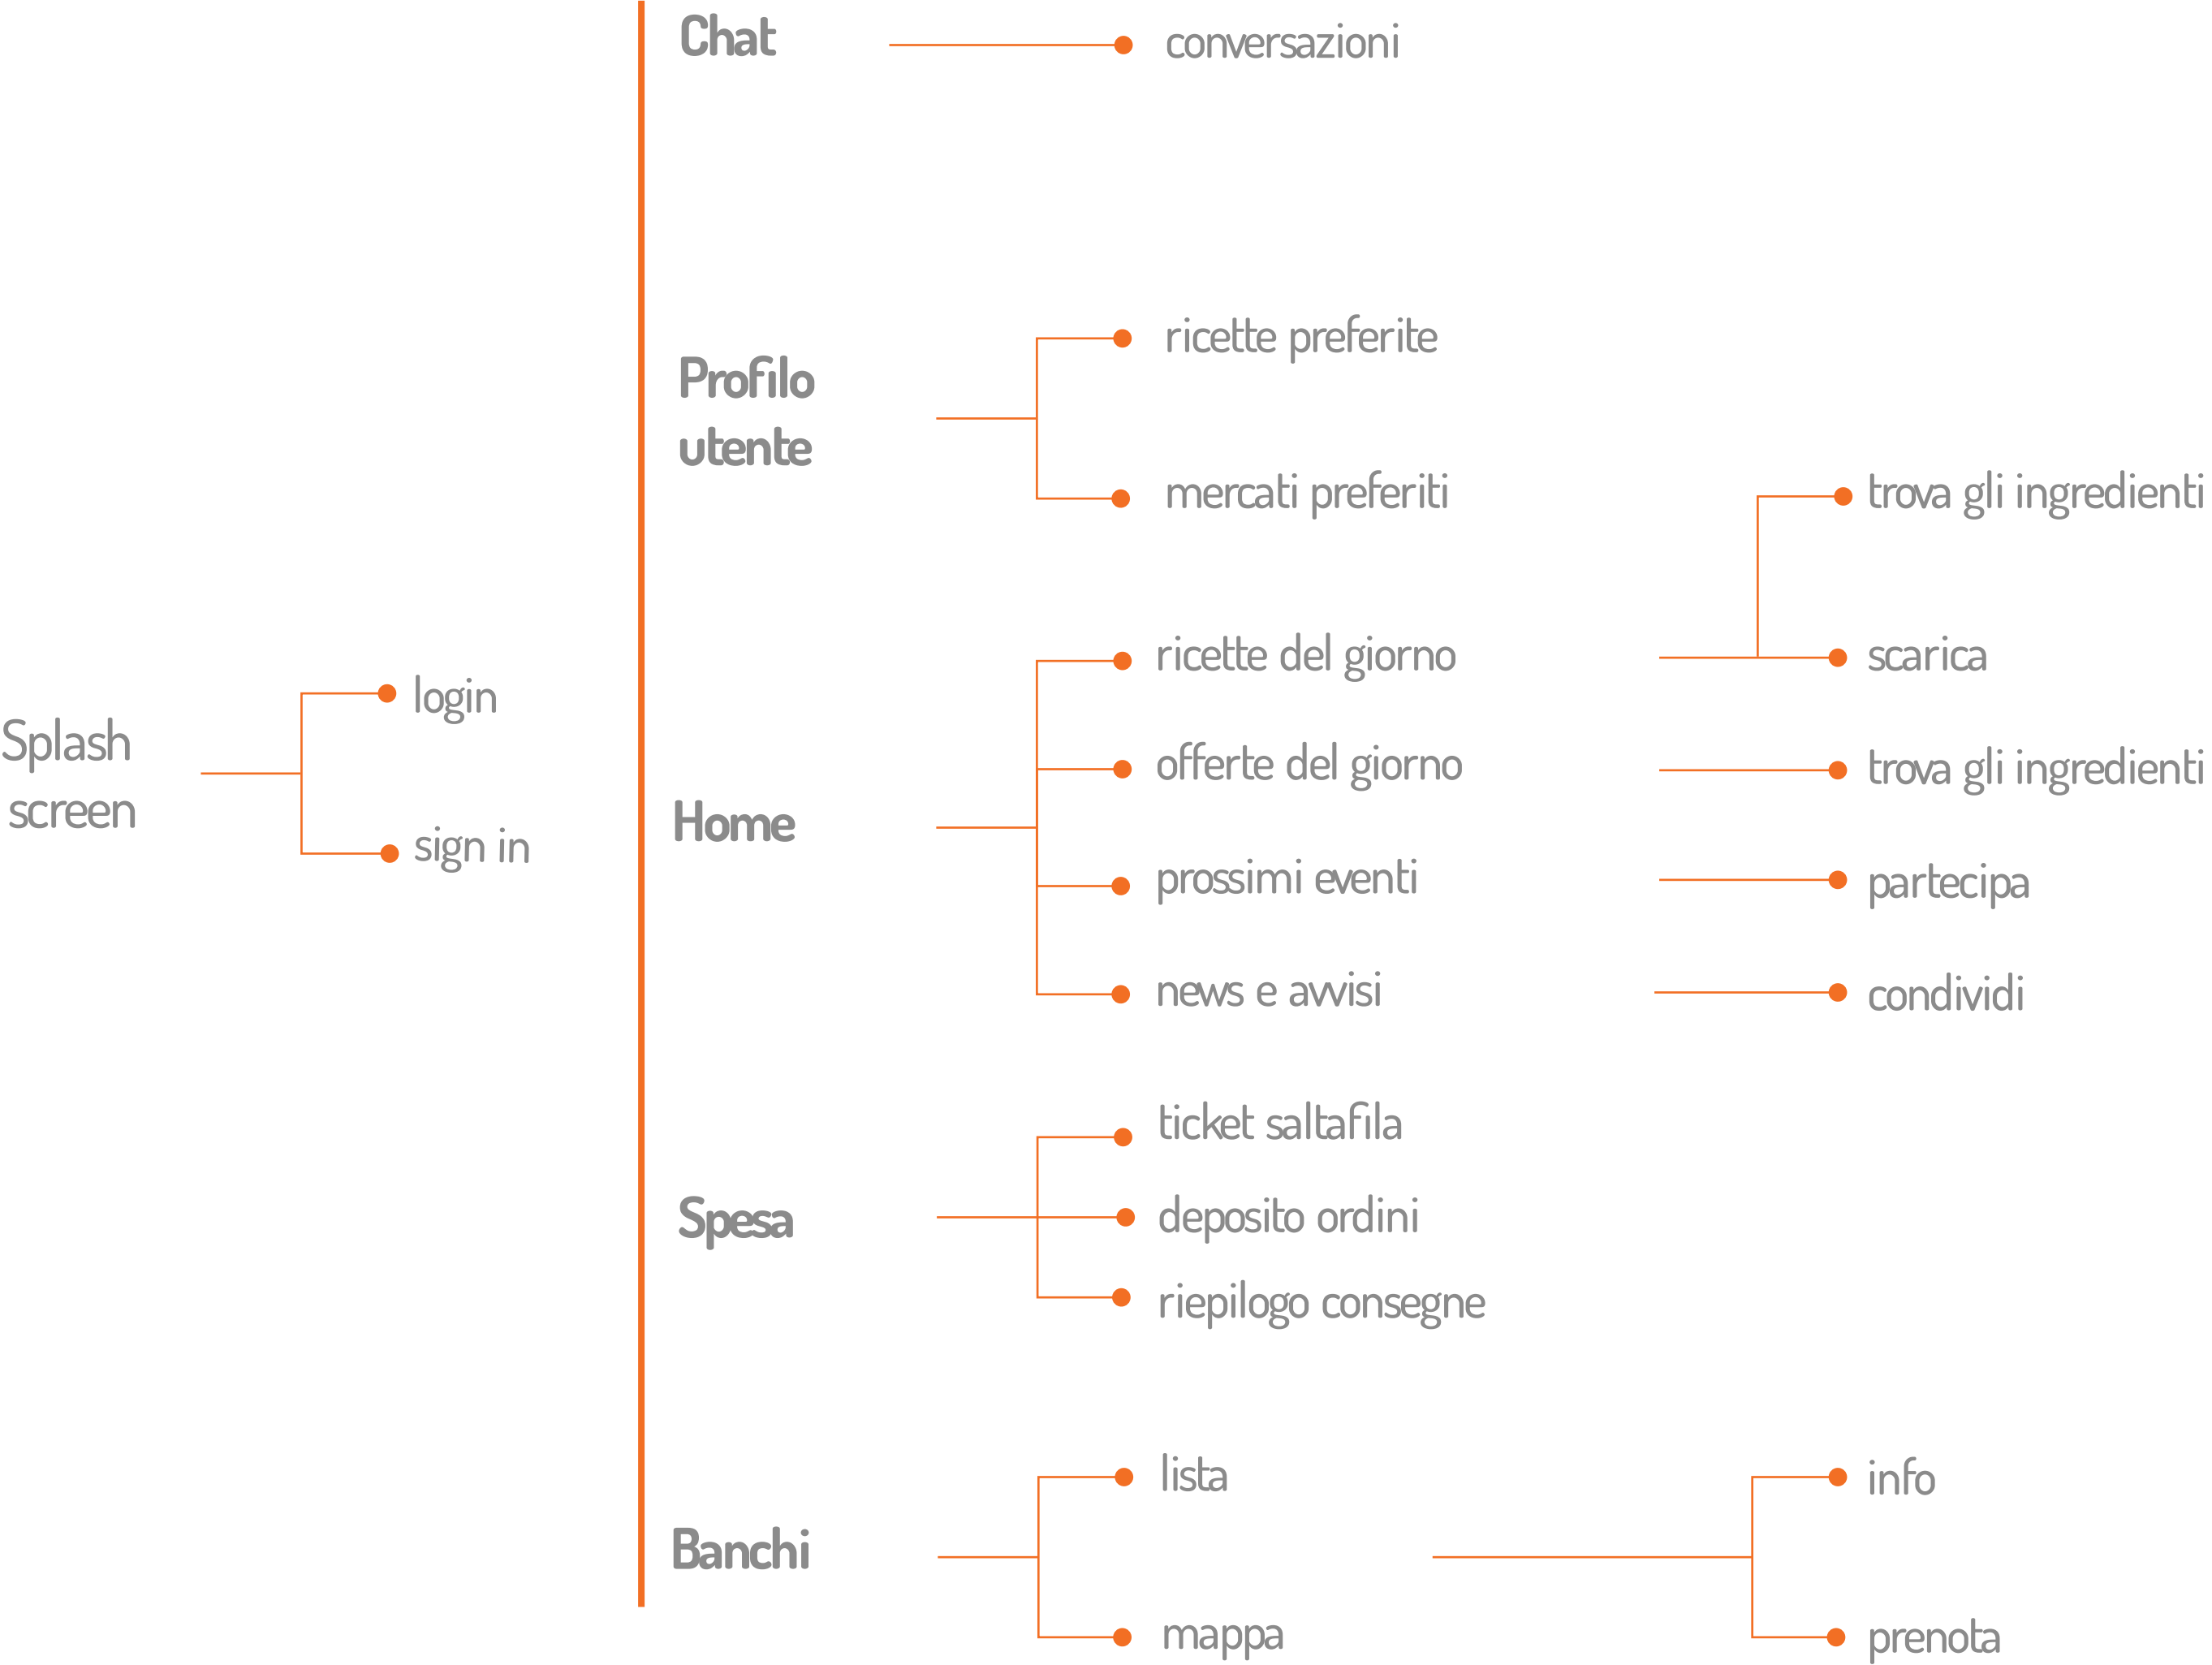 Splash
screen
login
sign in
Chat
conversazioni
Profilo
utente
ricette preferite
mercati preferiti
Home
ricette del giorno
trova gli ingredienti
scarica
offerte del giorno
trova gli ingredienti
prossimi eventi
partecipa
news e avvisi
condividi
Spesa
ticket saltafila
deposito ordini
riepilogo consegne
Banchi
lista
mappa
info
prenota